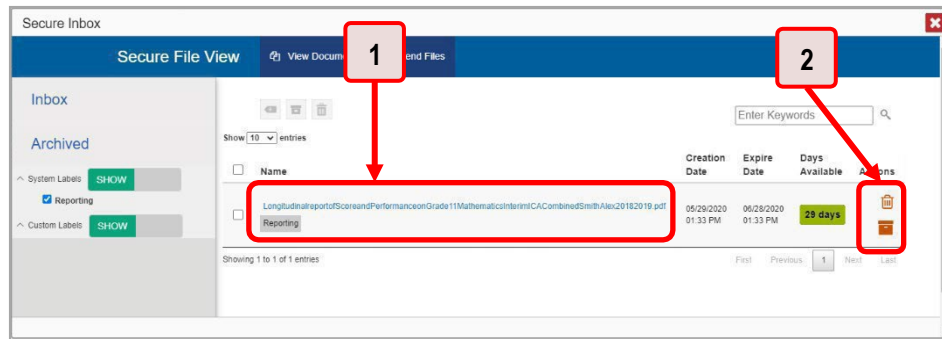 Secure Inbox
Secure File View
View Docum
end Files
1
2
Inbox
Archived
System Labels SHOW
Reporting
Custom Labels SHOW
Enter Keywords
Show 10 entries
Name
Creation Date
Expire Date
Days Available
A ons
LongitudinalreportofScoreandPerformanceonGrade11MathematicsInterimICACombinedSmithAlex20182019.pdf
Reporting
05/29/2020
01:33 PM
06/28/2020
01:33 PM
29 days
Showing 1 to 1 of 1 entries
First Previous 1 Next Last